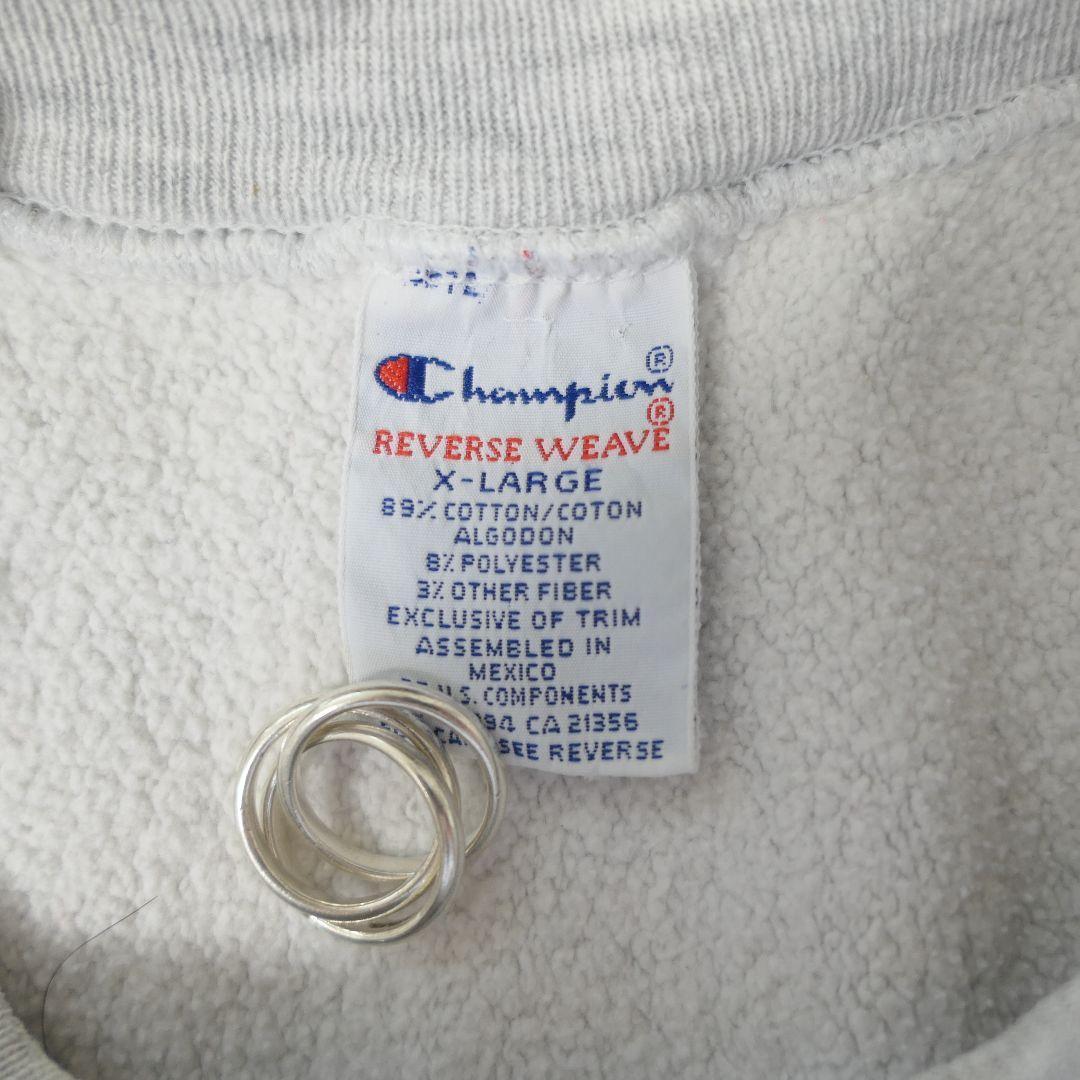 Champion®
REVERSE WEAVE®
X-LARGE
89% COTTON/COTON
ALGODON
8% POLYESTER
3% OTHER FIBER
EXCLUSIVE OF TRIM
ASSEMBLED IN
MEXICO
U.S. COMPONENTS
CA 21356
SEE REVERSE